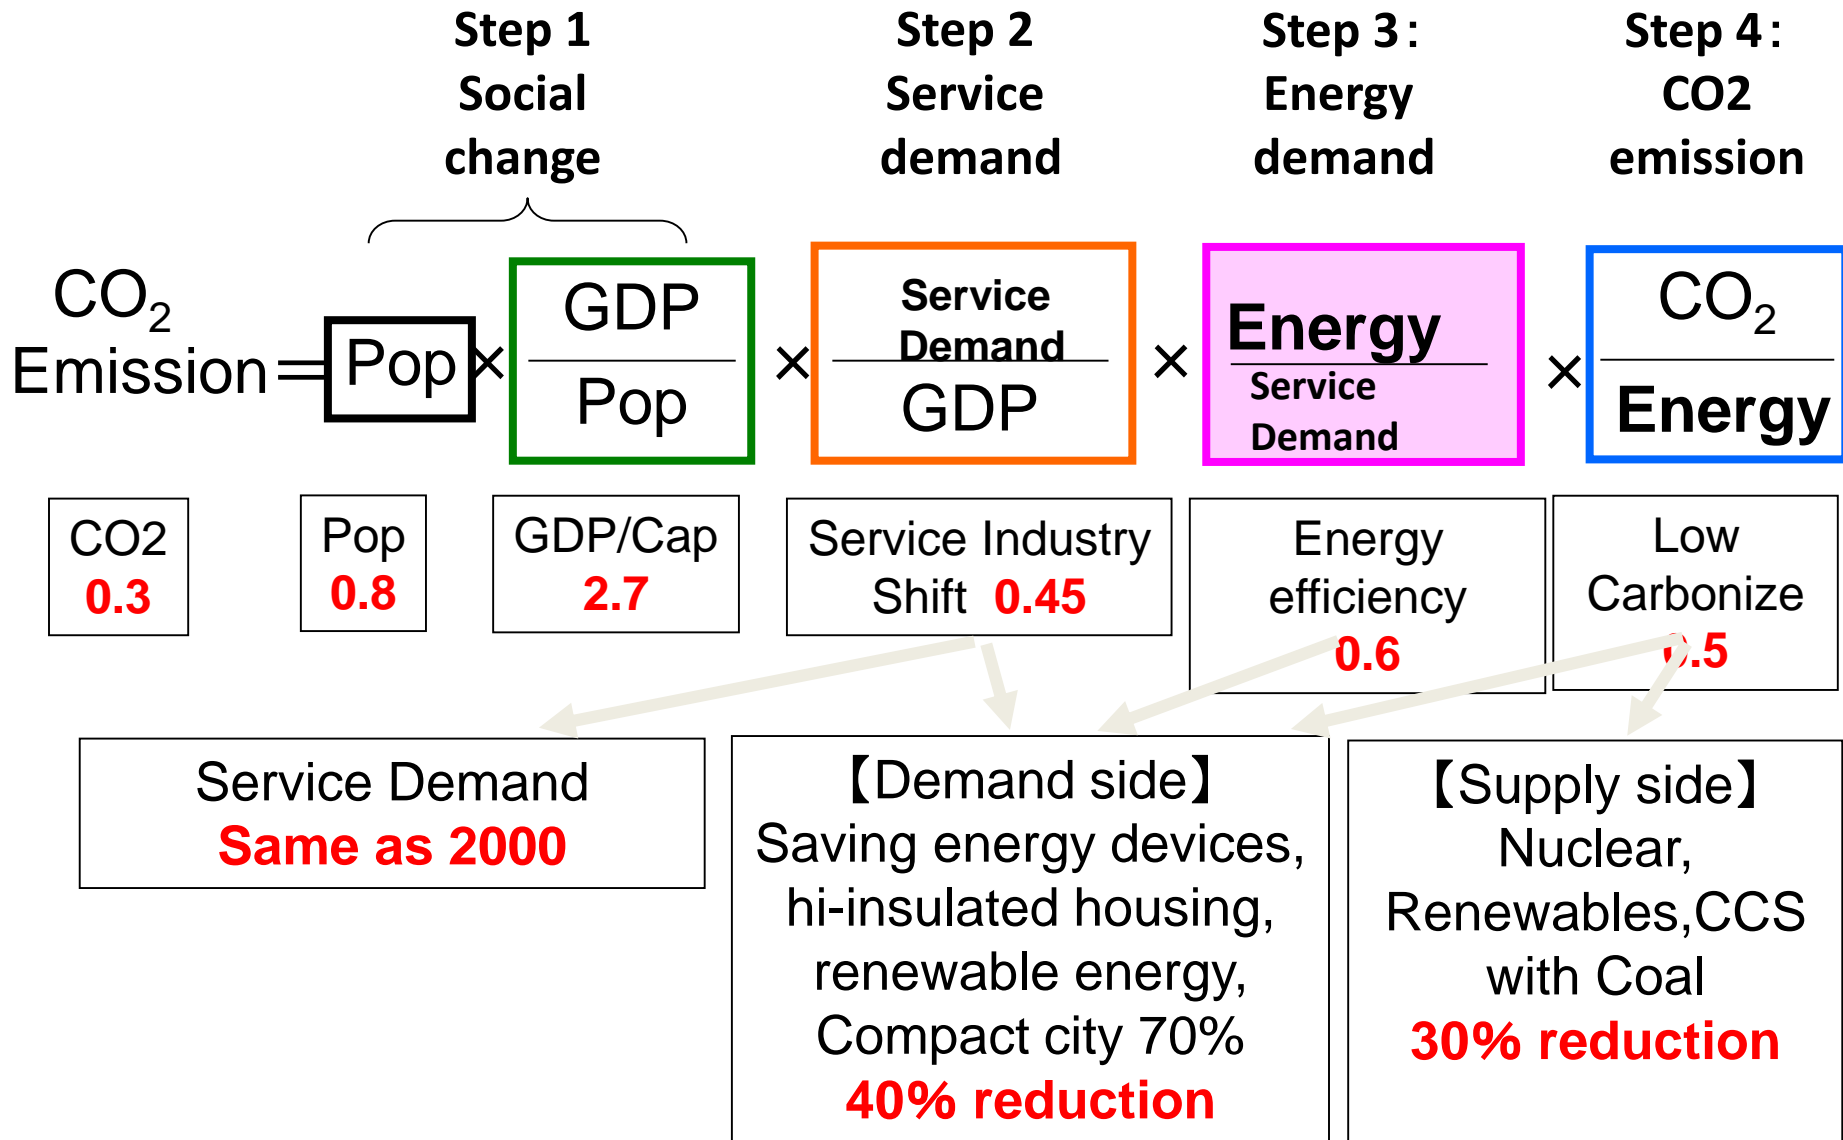 Step 1
Social
change
Step 2
Service
demand
Step 3：
Energy
demand
Step 4：
CO2
emission
CO₂
Emission
=
Pop
×
GDP
Pop
×
Service
Demand
GDP
×
Energy
Service
Demand
×
CO₂
Energy
CO2
0.3
Pop
0.8
GDP/Cap
2.7
Service Industry
Shift 0.45
Energy
efficiency
0.6
Low
Carbonize
0.5
Service Demand
Same as 2000
【Demand side】
Saving energy devices,
hi-insulated housing,
renewable energy,
Compact city 70%
40% reduction
【Supply side】
Nuclear,
Renewables,CCS
with Coal
30% reduction